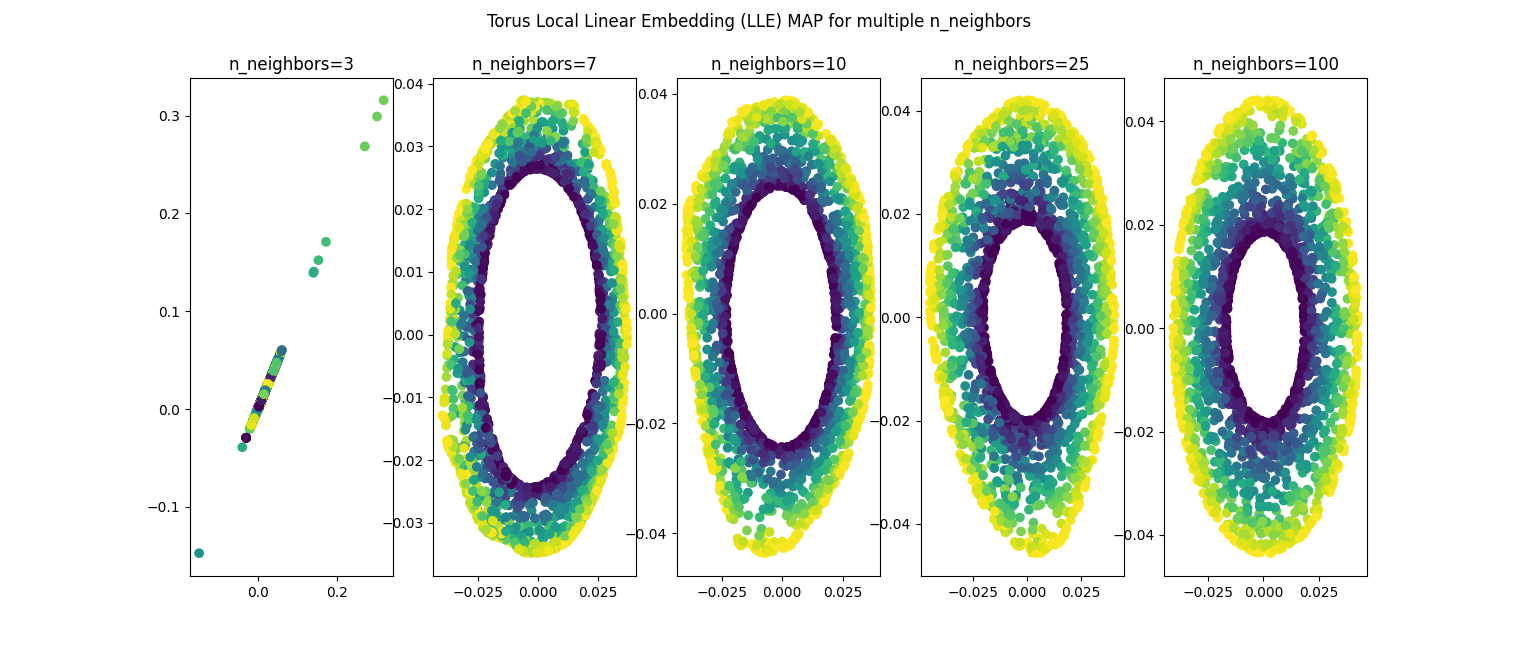 Torus Local Linear Embedding (LLE) MAP for multiple n_neighbors
n_neighbors=3
0.3
0.2
0.1
0.0
−0.1
0.0 0.2
n_neighbors=7
0.04
0.03
0.02
0.01
0.00
−0.01
−0.02
−0.03
−0.025 0.000 0.025
n_neighbors=10
0.04
0.02
0.00
−0.02
−0.04
−0.025 0.000 0.025
n_neighbors=25
0.04
0.02
0.00
−0.02
−0.04
−0.025 0.000 0.025
n_neighbors=100
0.04
0.02
0.00
−0.02
−0.04
−0.025 0.000 0.025